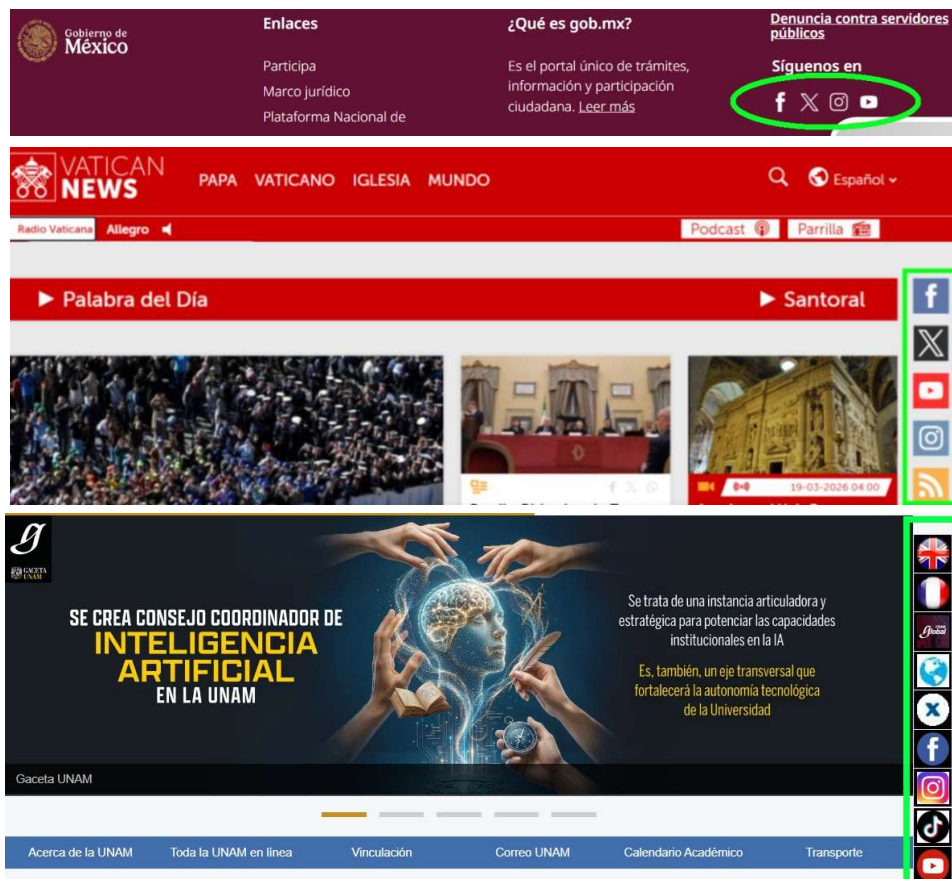 Gobierno de
México
Enlaces
Participa
Marco jurídico
Plataforma Nacional de
¿Qué es gob.mx?
Es el portal único de trámites,
información y participación
ciudadana. Leer más
Denuncia contra servidores
públicos
Síguenos en
VATICAN
NEWS
PAPA VATICANO IGLESIA MUNDO
Español
Radio Vaticana Allegro
Podcast Parrilla
Palabra del Día
Santoral
19-03-2026 04:00
GACETA
UNAM
SE CREA CONSEJO COORDINADOR DE
INTELIGENCIA
ARTIFICIAL
EN LA UNAM
Se trata de una instancia articuladora y
estratégica para potenciar las capacidades
institucionales en la IA
Es, también, un eje transversal que
fortalecerá la autonomía tecnológica
de la Universidad
Gaceta UNAM
Global
Acerca de la UNAM Toda la UNAM en línea Vinculación Correo UNAM Calendario Académico Transporte